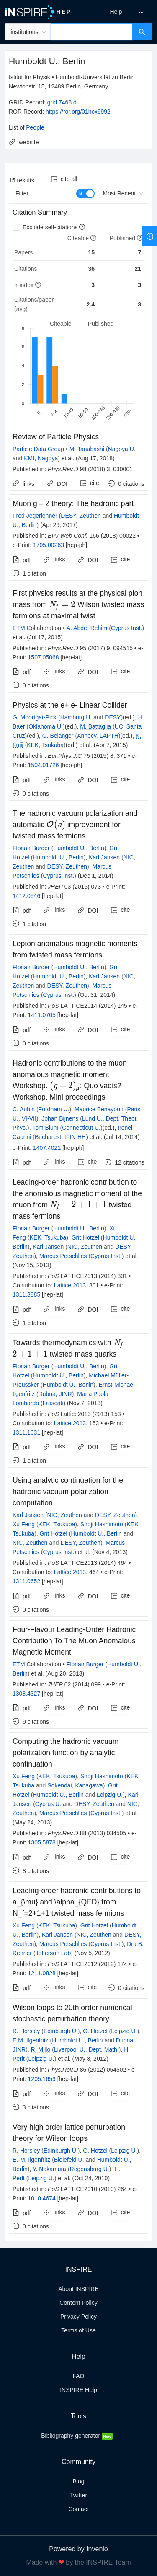 iNSPIRE HEP
Help
...
institutions
Humboldt U., Berlin
Istitut für Physik • Humboldt-Universität zu Berlin
Newtonstr. 15, 12489 Berlin, Germany
GRID Record: grid.7468.d
ROR Record: https://ror.org/01hcx6992
List of People
website
15 results | cite all
Filter
Most Recent
Citation Summary
Exclude self-citations
Citeable Published
Papers 15 7
Citations 36 21
h-index 3 3
Citations/paper (avg) 2.4 3
Citeable Published
8
6
4
2
0
0
1–9
10–49
50–99
100–249
250–499
500+
Review of Particle Physics
Particle Data Group • M. Tanabashi (Nagoya U. and KMI, Nagoya) et al. (Aug 17, 2018)
Published in: Phys.Rev.D 98 (2018) 3, 030001
links DOI cite 0 citations
Muon g – 2 theory: The hadronic part
Fred Jegerlehner (DESY, Zeuthen and Humboldt U., Berlin) (Apr 29, 2017)
Published in: EPJ Web Conf. 166 (2018) 00022 • e-Print: 1705.00263 [hep-ph]
pdf links DOI cite
1 citation
First physics results at the physical pion mass from N_f = 2 Wilson twisted mass fermions at maximal twist
ETM Collaboration • A. Abdel-Rehim (Cyprus Inst.) et al. (Jul 17, 2015)
Published in: Phys.Rev.D 95 (2017) 9, 094515 • e-Print: 1507.05068 [hep-lat]
pdf links DOI cite
0 citations
Physics at the e+ e- Linear Collider
G. Moortgat-Pick (Hamburg U. and DESY)(ed.), H. Baer (Oklahoma U.)(ed.), M. Battaglia (UC, Santa Cruz)(ed.), G. Belanger (Annecy, LAPTH)(ed.), K. Fujii (KEK, Tsukuba)(ed.) et al. (Apr 7, 2015)
Published in: Eur.Phys.J.C 75 (2015) 8, 371 • e-Print: 1504.01726 [hep-ph]
pdf links DOI cite
0 citations
The hadronic vacuum polarization and automatic O(a) improvement for twisted mass fermions
Florian Burger (Humboldt U., Berlin), Grit Hotzel (Humboldt U., Berlin), Karl Jansen (NIC, Zeuthen and DESY, Zeuthen), Marcus Petschlies (Cyprus Inst.) (Dec 1, 2014)
Published in: JHEP 03 (2015) 073 • e-Print: 1412.0546 [hep-lat]
pdf links DOI cite
1 citation
Lepton anomalous magnetic moments from twisted mass fermions
Florian Burger (Humboldt U., Berlin), Grit Hotzel (Humboldt U., Berlin), Karl Jansen (NIC, Zeuthen and DESY, Zeuthen), Marcus Petschlies (Cyprus Inst.) (Oct 31, 2014)
Published in: PoS LATTICE2014 (2014) 145 • e-Print: 1411.0705 [hep-lat]
pdf links DOI cite
0 citations
Hadronic contributions to the muon anomalous magnetic moment Workshop. (g − 2)_μ: Quo vadis? Workshop. Mini proceedings
C. Aubin (Fordham U.), Maurice Benayoun (Paris U., VI-VII), Johan Bijnens (Lund U., Dept. Theor. Phys.), Tom Blum (Connecticut U.)(ed.), Irenel Caprini (Bucharest, IFIN-HH) et al. (Jul 14, 2014)
e-Print: 1407.4021 [hep-ph]
pdf links cite 12 citations
Leading-order hadronic contribution to the anomalous magnetic moment of the muon from N_f = 2 + 1 + 1 twisted mass fermions
Florian Burger (Humboldt U., Berlin), Xu Feng (KEK, Tsukuba), Grit Hotzel (Humboldt U., Berlin), Karl Jansen (NIC, Zeuthen and DESY, Zeuthen), Marcus Petschlies (Cyprus Inst.) (Nov 15, 2013)
Published in: PoS LATTICE2013 (2014) 301 • Contribution to: Lattice 2013, 301 • e-Print: 1311.3885 [hep-lat]
pdf links DOI cite
1 citation
Towards thermodynamics with N_f = 2 + 1 + 1 twisted mass quarks
Florian Burger (Humboldt U., Berlin), Grit Hotzel (Humboldt U., Berlin), Michael Müller-Preussker (Humboldt U., Berlin), Ernst-Michael Ilgenfritz (Dubna, JINR), Maria Paola Lombardo (Frascati) (Nov 7, 2013)
Published in: PoS Lattice2013 (2013) 153 • Contribution to: Lattice 2013, 153 • e-Print: 1311.1631 [hep-lat]
pdf links DOI cite
1 citation
Using analytic continuation for the hadronic vacuum polarization computation
Karl Jansen (NIC, Zeuthen and DESY, Zeuthen), Xu Feng (KEK, Tsukuba), Shoji Hashimoto (KEK, Tsukuba), Grit Hotzel (Humboldt U., Berlin and NIC, Zeuthen and DESY, Zeuthen), Marcus Petschlies (Cyprus Inst.) et al. (Nov 4, 2013)
Published in: PoS LATTICE2013 (2014) 464 • Contribution to: Lattice 2013, 464 • e-Print: 1311.0652 [hep-lat]
pdf links DOI cite
0 citations
Four-Flavour Leading-Order Hadronic Contribution To The Muon Anomalous Magnetic Moment
ETM Collaboration • Florian Burger (Humboldt U., Berlin) et al. (Aug 20, 2013)
Published in: JHEP 02 (2014) 099 • e-Print: 1308.4327 [hep-lat]
pdf links DOI cite
9 citations
Computing the hadronic vacuum polarization function by analytic continuation
Xu Feng (KEK, Tsukuba), Shoji Hashimoto (KEK, Tsukuba and Sokendai, Kanagawa), Grit Hotzel (Humboldt U., Berlin and Leipzig U.), Karl Jansen (Cyprus U. and DESY, Zeuthen and NIC, Zeuthen), Marcus Petschlies (Cyprus Inst.) et al. (May 24, 2013)
Published in: Phys.Rev.D 88 (2013) 034505 • e-Print: 1305.5878 [hep-lat]
pdf links DOI cite
8 citations
Leading-order hadronic contributions to a_{\mu} and \alpha_{QED} from N_f=2+1+1 twisted mass fermions
Xu Feng (KEK, Tsukuba), Grit Hotzel (Humboldt U., Berlin), Karl Jansen (NIC, Zeuthen and DESY, Zeuthen), Marcus Petschlies (Cyprus Inst.), Dru B. Renner (Jefferson Lab) (Nov 5, 2012)
Published in: PoS LATTICE2012 (2012) 174 • e-Print: 1211.0828 [hep-lat]
pdf links cite 0 citations
Wilson loops to 20th order numerical stochastic perturbation theory
R. Horsley (Edinburgh U.), G. Hotzel (Leipzig U.), E.M. Ilgenfritz (Humboldt U., Berlin and Dubna, JINR), R. Millo (Liverpool U., Dept. Math.), H. Perlt (Leipzig U.) et al. (May 8, 2012)
Published in: Phys.Rev.D 86 (2012) 054502 • e-Print: 1205.1659 [hep-lat]
pdf links DOI cite
3 citations
Very high order lattice perturbation theory for Wilson loops
R. Horsley (Edinburgh U.), G. Hotzel (Leipzig U.), E.-M. Ilgenfritz (Bielefeld U. and Humboldt U., Berlin), Y. Nakamura (Regensburg U.), H. Perlt (Leipzig U.) et al. (Oct 24, 2010)
Published in: PoS LATTICE2010 (2010) 264 • e-Print: 1010.4674 [hep-lat]
pdf links DOI cite
0 citations
INSPIRE
About INSPIRE
Content Policy
Privacy Policy
Terms of Use
Help
FAQ
INSPIRE Help
Tools
Bibliography generator New
Community
Blog
Twitter
Contact
Powered by Invenio
Made with ❤ by the INSPIRE Team